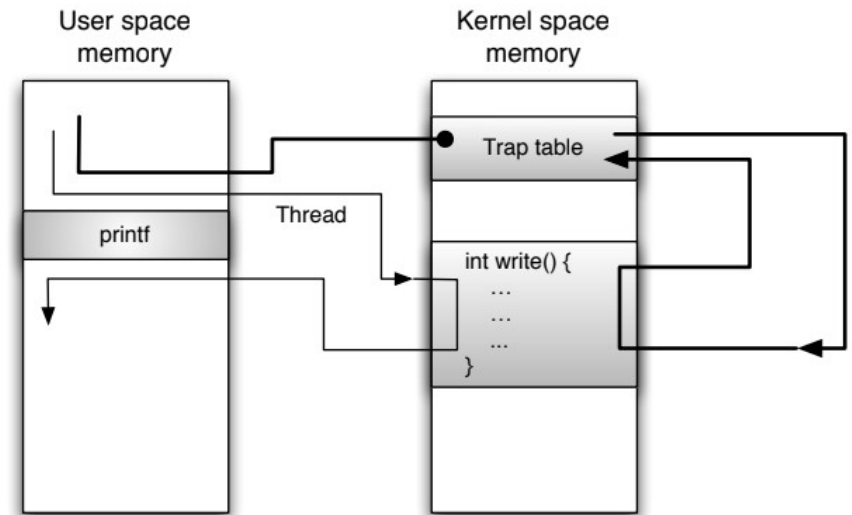 User space
memory
Kernel space
memory
Trap table
Thread
printf
int write() {
...
...
...
}